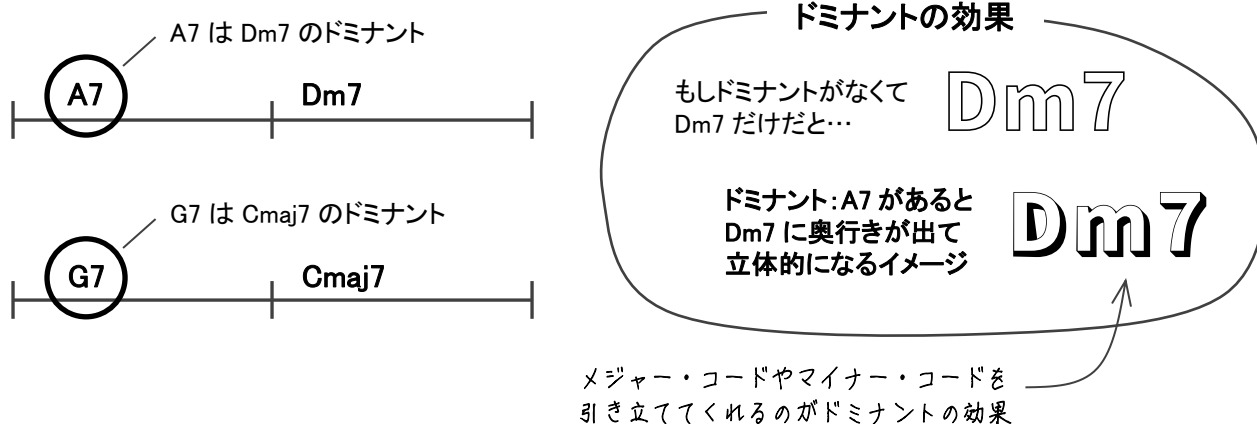 A7 は Dm7 のドミナント
A7
Dm7
G7 は Cmaj7 のドミナント
G7
Cmaj7
ドミナントの効果
もしドミナントがなくて
Dm7 だけだと…
Dm7
ドミナント：A7 があると
Dm7 に奥行きが出て
立体的になるイメージ
Dm7
メジャー・コードやマイナー・コードを
引き立ててくれるのがドミナントの効果